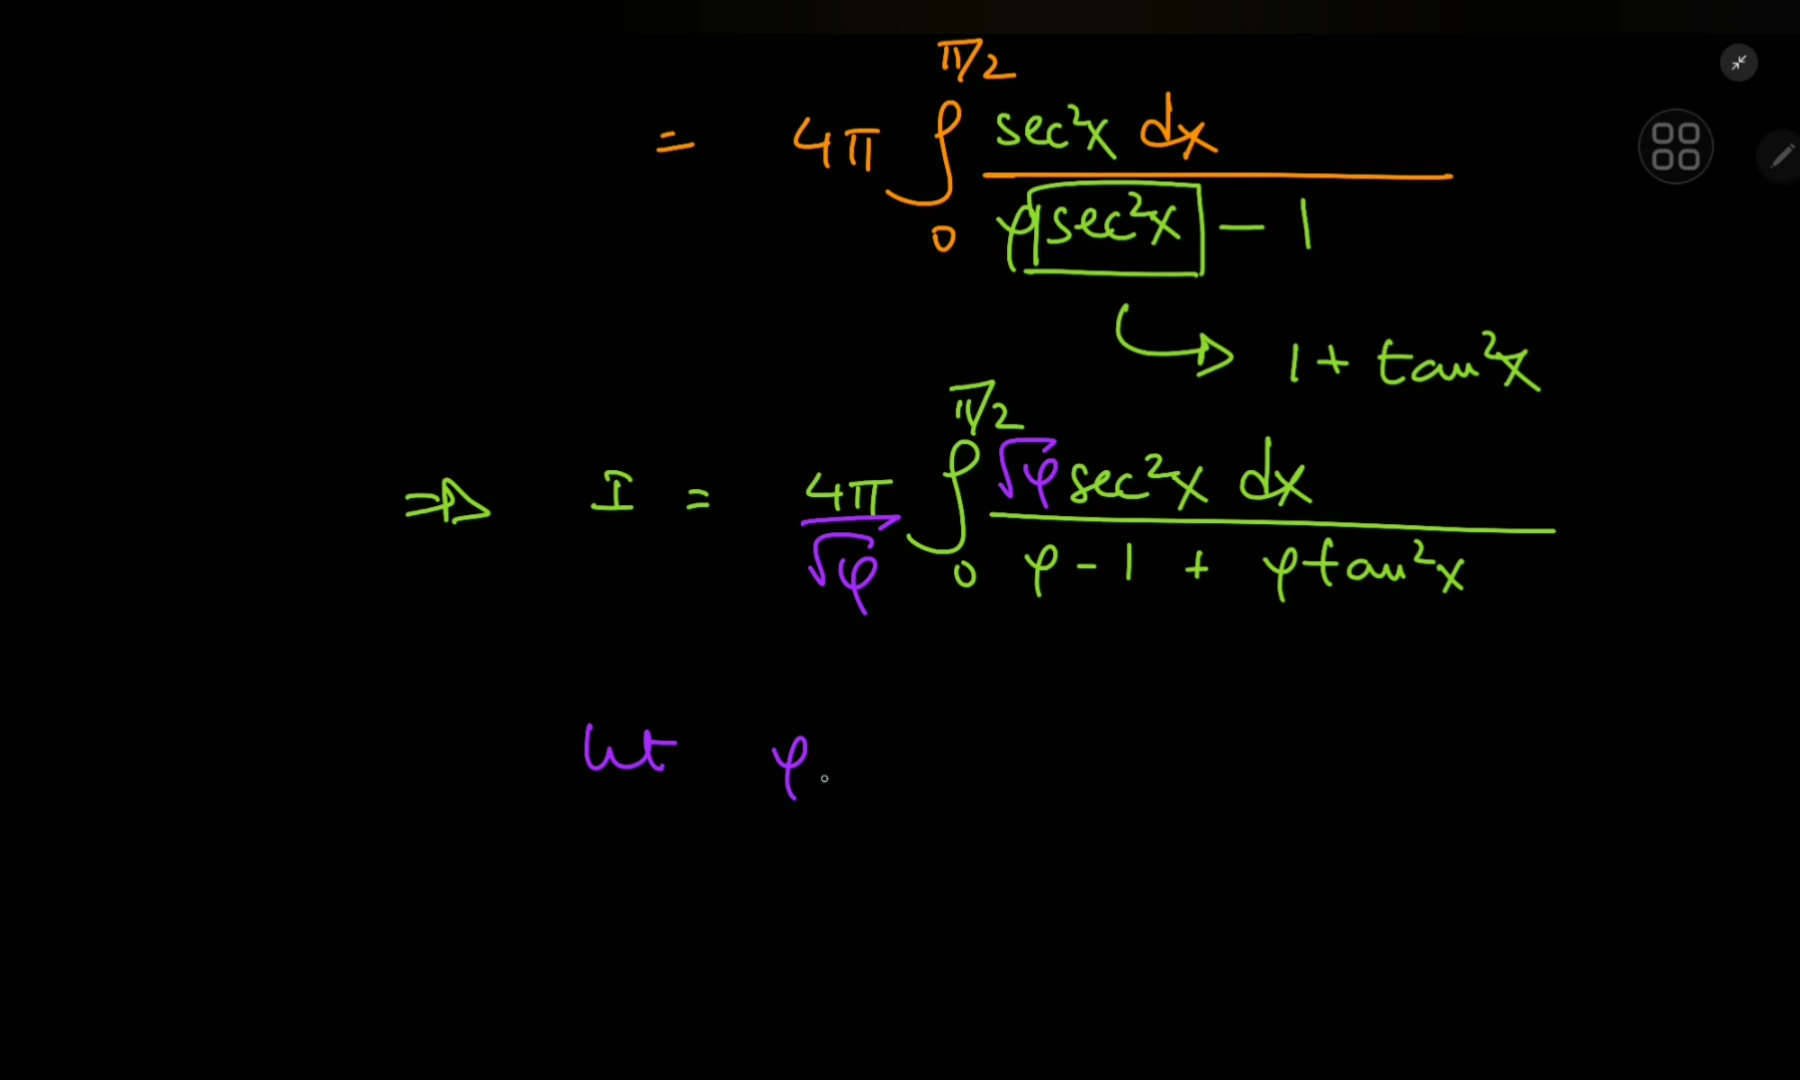 = 4π ∫₀^{π/2} sec²x dx / (φ sec²x − 1)
↳ 1 + tan²x
⇒ I = 4π/√φ ∫₀^{π/2} √φ sec²x dx / (φ − 1 + φ tan²x)
let φ